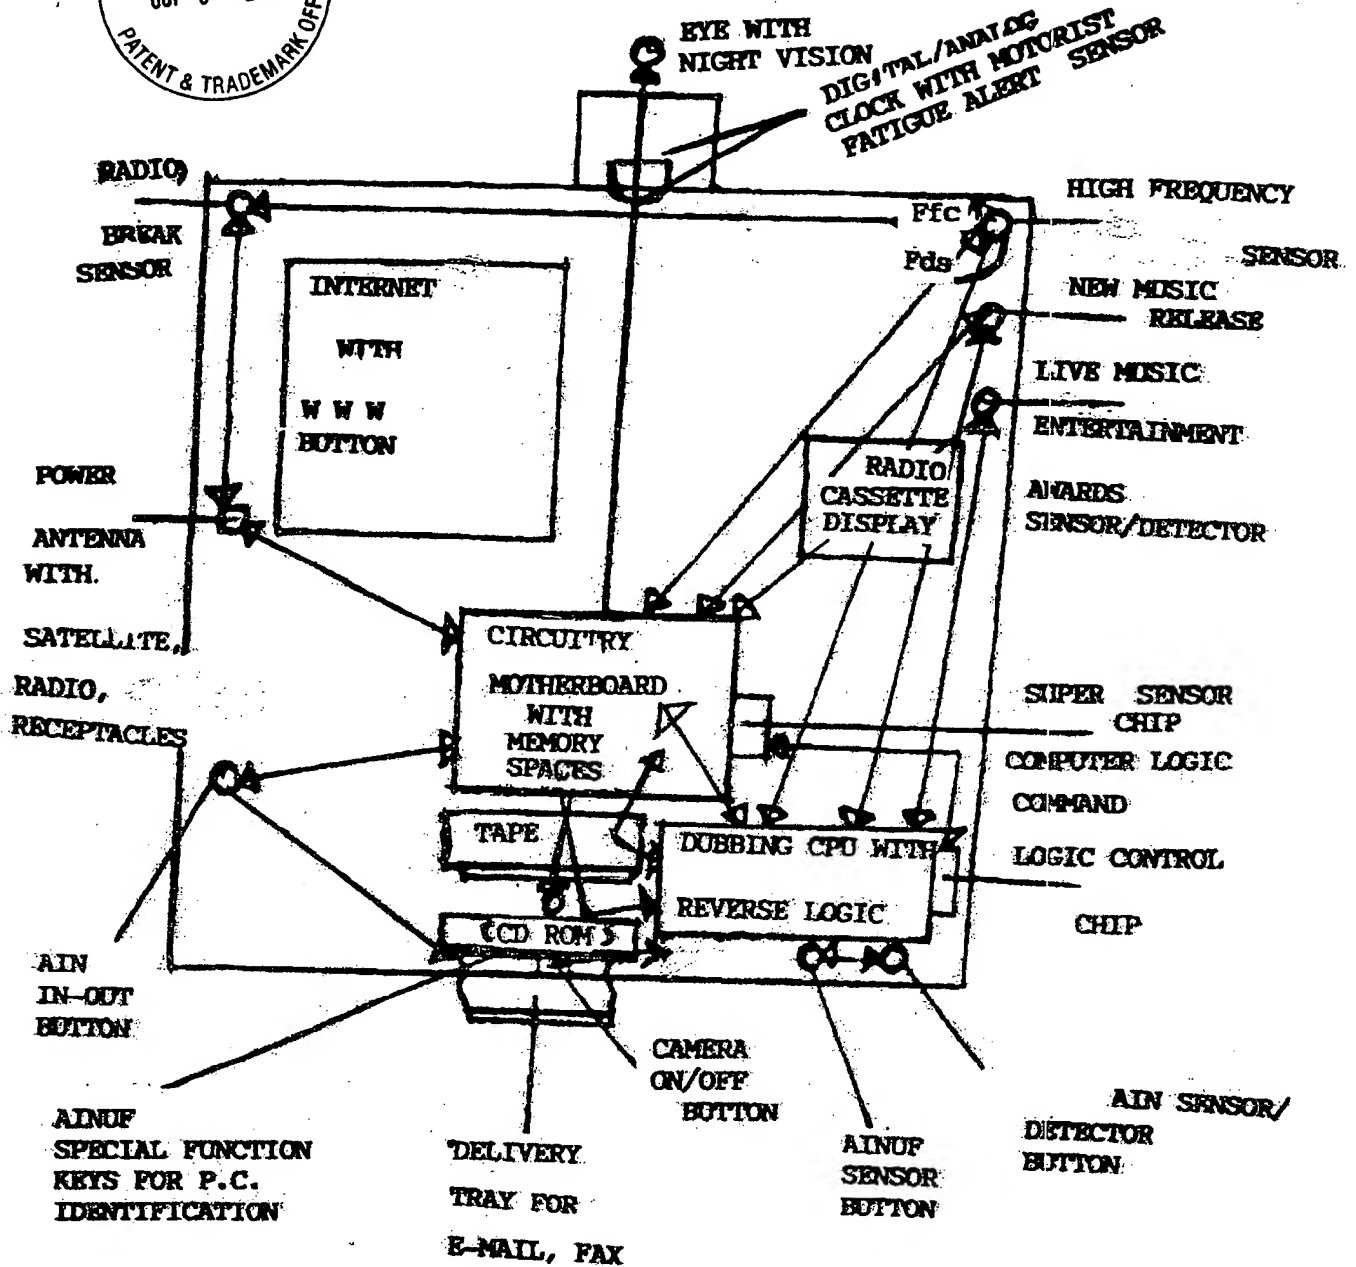 PATENT & TRADEMARK OFF
EYE WITH
NIGHT VISION
DIGITAL/ANALOG
CLOCK WITH MOTORIST
FATIGUE ALERT SENSOR
RADIO
BREAK
SENSOR
Ffc
Fds
HIGH FREQUENCY
SENSOR
NEW MUSIC
RELEASE
LIVE MUSIC
ENTERTAINMENT
AWARDS
SENSOR/DETECTOR
INTERNET
WITH
W W W
BUTTON
RADIO
CASSETTE
DISPLAY
POWER
ANTENNA
WITH.
SATELLITE,
RADIO,
RECEPTACLES
CIRCUITRY
MOTHERBOARD
WITH
MEMORY
SPACES
SUPER SENSOR
CHIP
COMPUTER LOGIC
COMMAND
LOGIC CONTROL
CHIP
TAPE
DUBBING CPU WITH
REVERSE LOGIC
(CD ROM)
AIN
IN-OUT
BUTTON
CAMERA
ON/OFF
BUTTON
AINUF
SPECIAL FUNCTION
KEYS FOR P.C.
IDENTIFICATION
DELIVERY
TRAY FOR
E-MAIL, FAX
AINUF
SENSOR
BUTTON
AIN SENSOR/
DETECTOR
BUTTON